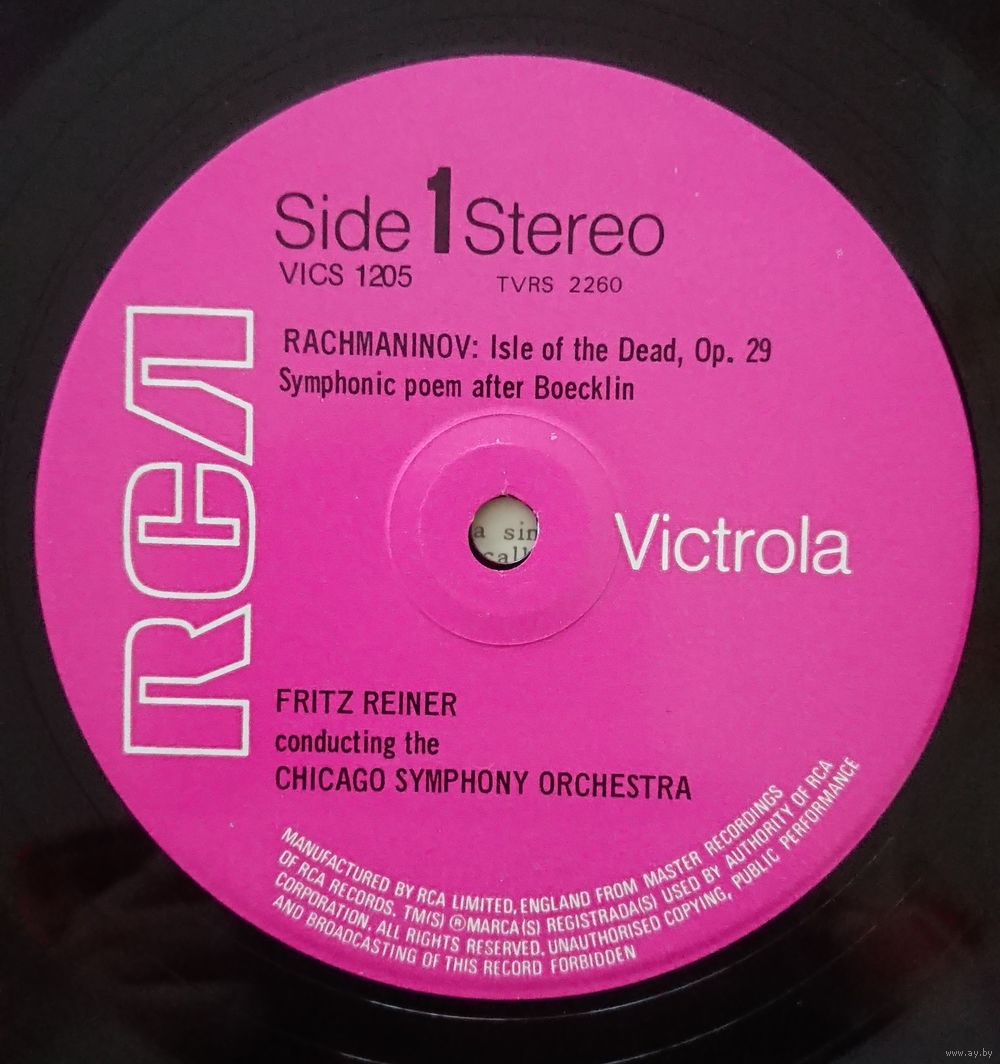 Side 1 Stereo
VICS 1205 TVRS 2260
RACHMANINOV: Isle of the Dead, Op. 29
Symphonic poem after Boecklin
RCA
a sin
call
Victrola
FRITZ REINER
conducting the
CHICAGO SYMPHONY ORCHESTRA
MANUFACTURED BY RCA LIMITED, ENGLAND FROM MASTER RECORDINGS
OF RCA RECORDS. TM(S) ® MARCA(S) REGISTRADA(S) USED BY AUTHORITY OF RCA
CORPORATION. ALL RIGHTS RESERVED. UNAUTHORISED COPYING, PUBLIC PERFORMANCE
AND BROADCASTING OF THIS RECORD FORBIDDEN
www.ay.by